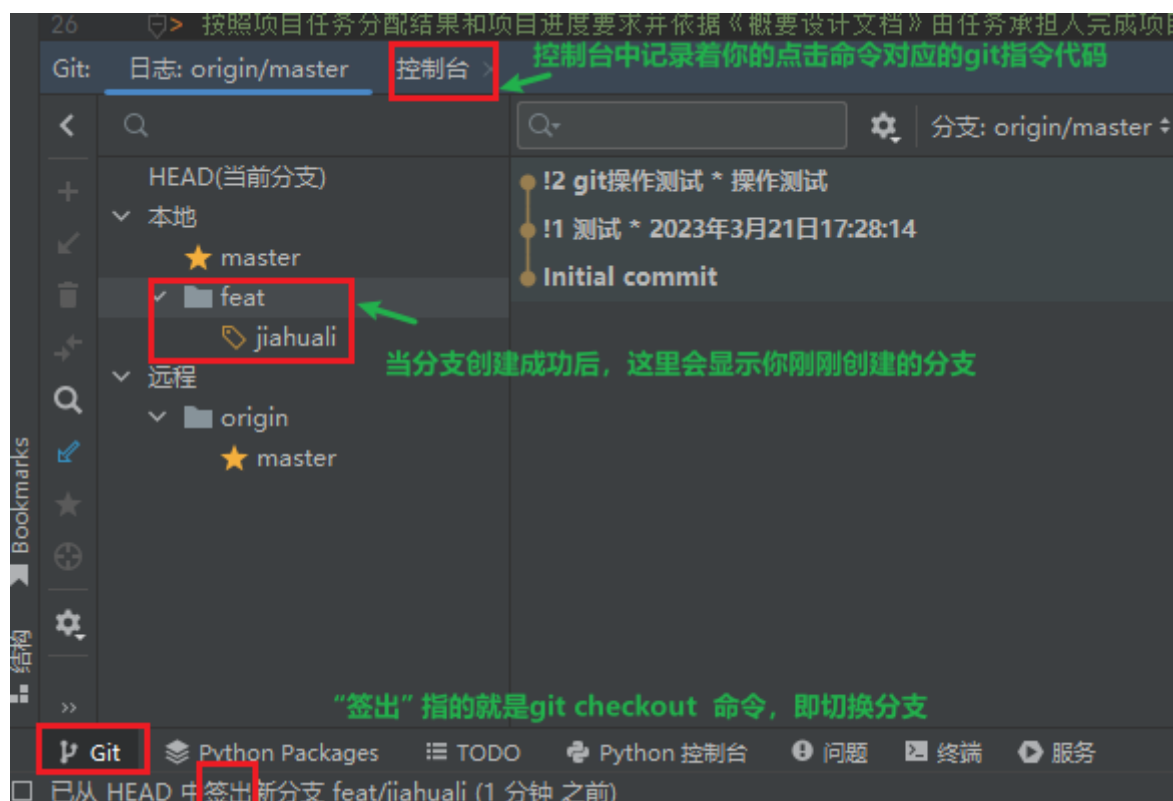 26 > 按照项目任务分配结果和项目进度要求并依据《概要设计文档》由任务承担人完成项目
Git: 日志: origin/master 控制台 ×
控制台中记录着你的点击命令对应的git指令代码
分支: origin/master
HEAD(当前分支)
本地
master
feat
jiahuali
远程
origin
master
!2 git操作测试 * 操作测试
!1 测试 * 2023年3月21日17:28:14
Initial commit
当分支创建成功后，这里会显示你刚刚创建的分支
Bookmarks
结构
“签出”指的就是git checkout 命令，即切换分支
Git Python Packages TODO Python 控制台 问题 终端 服务
已从 HEAD 中签出新分支 feat/jiahuali (1 分钟 之前)